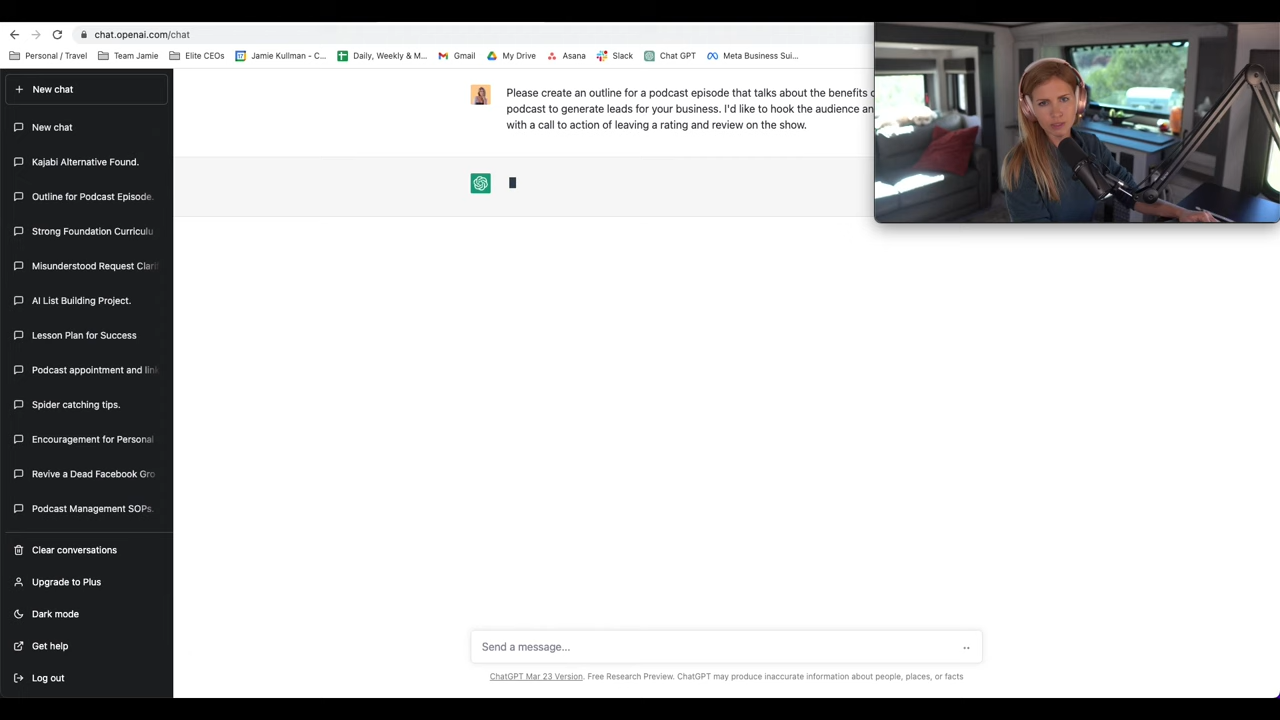 chat.openai.com/chat
Personal / Travel Team Jamie Elite CEOs Jamie Kullman - C... Daily, Weekly & M... Gmail My Drive Asana Slack Chat GPT Meta Business Sui...
New chat
New chat
Kajabi Alternative Found.
Outline for Podcast Episode.
Strong Foundation Curriculu
Misunderstood Request Clari
AI List Building Project.
Lesson Plan for Success
Podcast appointment and link
Spider catching tips.
Encouragement for Personal
Revive a Dead Facebook Gro
Podcast Management SOPs.
Clear conversations
Upgrade to Plus
Dark mode
Get help
Log out
Please create an outline for a podcast episode that talks about the benefits
podcast to generate leads for your business. I'd like to hook the audience an
with a call to action of leaving a rating and review on the show.
Send a message...
ChatGPT Mar 23 Version. Free Research Preview. ChatGPT may produce inaccurate information about people, places, or facts